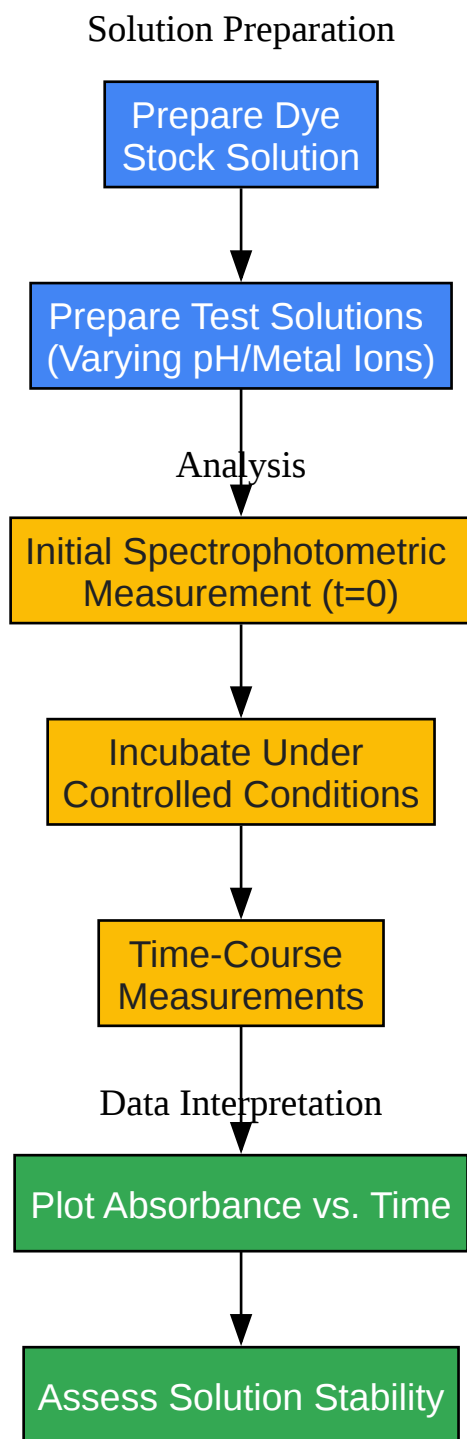 Solution Preparation
Prepare Dye
Stock Solution
Prepare Test Solutions
(Varying pH/Metal Ions)
Analysis
Initial Spectrophotometric
Measurement (t=0)
Incubate Under
Controlled Conditions
Time-Course
Measurements
Data Interpretation
Plot Absorbance vs. Time
Assess Solution Stability